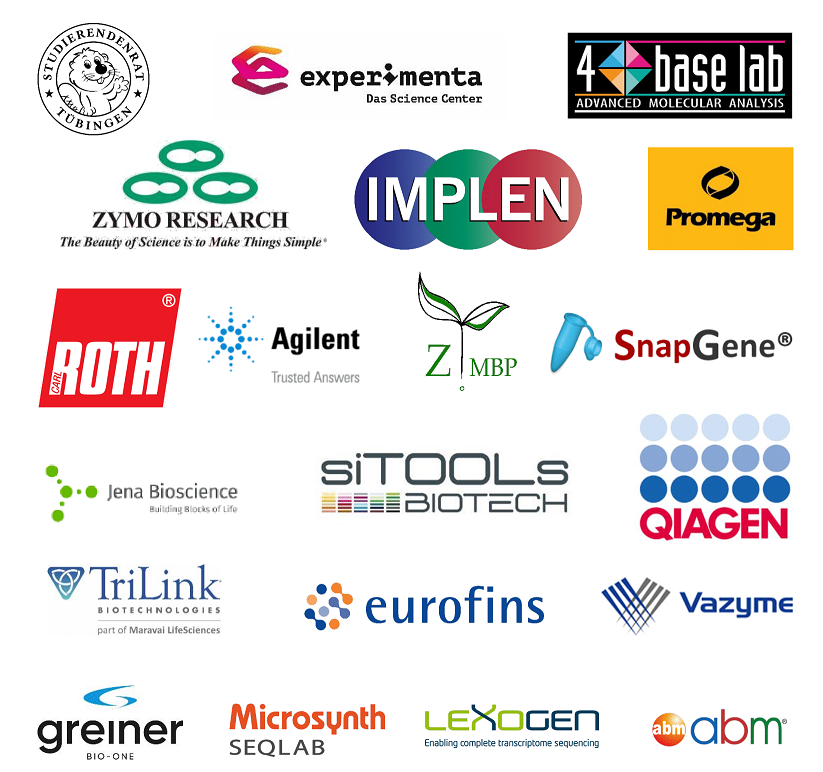 STUDIERENDENRAT
TÜBINGEN
experimenta
Das Science Center
4 base lab
ADVANCED MOLECULAR ANALYSIS
ZYMO RESEARCH
The Beauty of Science is to Make Things Simple®
IMPLEN
Promega
®
CARL ROTH
Agilent
Trusted Answers
Z MBP
SnapGene®
Jena Bioscience
Building Blocks of Life
siTOOLs
BIOTECH
QIAGEN
TriLink®
BIOTECHNOLOGIES
part of Maravai LifeSciences
eurofins
Vazyme
greiner
BIO-ONE
Microsynth
SEQLAB
LEXOGEN
Enabling complete transcriptome sequencing
abm abm®